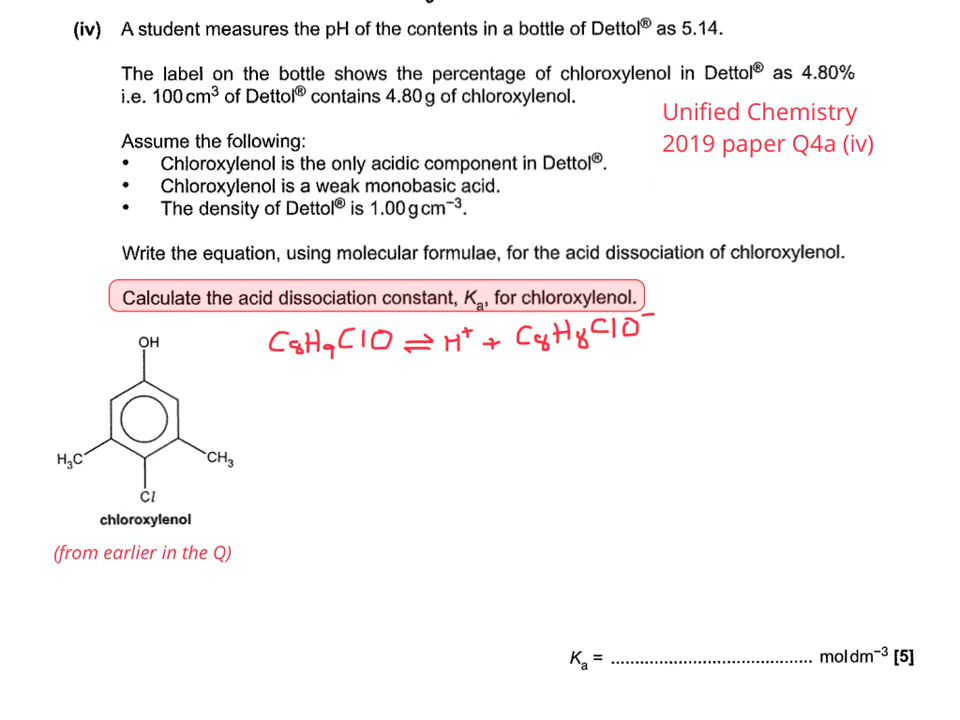 (iv) A student measures the pH of the contents in a bottle of Dettol® as 5.14.
The label on the bottle shows the percentage of chloroxylenol in Dettol® as 4.80%
i.e. 100 cm³ of Dettol® contains 4.80 g of chloroxylenol.
Unified Chemistry
2019 paper Q4a (iv)
Assume the following:
• Chloroxylenol is the only acidic component in Dettol®.
• Chloroxylenol is a weak monobasic acid.
• The density of Dettol® is 1.00 g cm⁻³.
Write the equation, using molecular formulae, for the acid dissociation of chloroxylenol.
Calculate the acid dissociation constant, Kₐ, for chloroxylenol.
C₈H₉ClO ⇌ H⁺ + C₈H₈ClO⁻
OH
H₃C
CH₃
Cl
chloroxylenol
(from earlier in the Q)
Kₐ = .......................................... mol dm⁻³ [5]